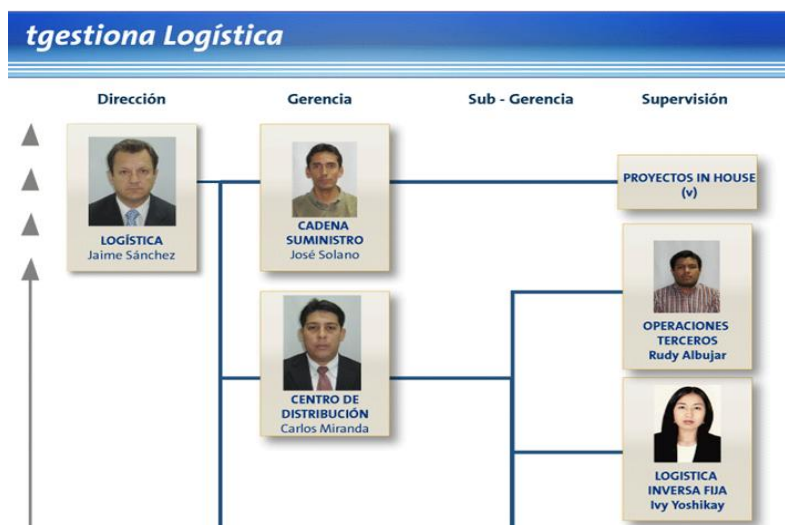 tgestiona Logística
Dirección Gerencia Sub - Gerencia Supervisión
LOGÍSTICA
Jaime Sánchez
CADENA
SUMINISTRO
José Solano
PROYECTOS IN HOUSE
(v)
OPERACIONES
TERCEROS
Rudy Albujar
CENTRO DE
DISTRIBUCIÓN
Carlos Miranda
LOGISTICA
INVERSA FIJA
Ivy Yoshikay